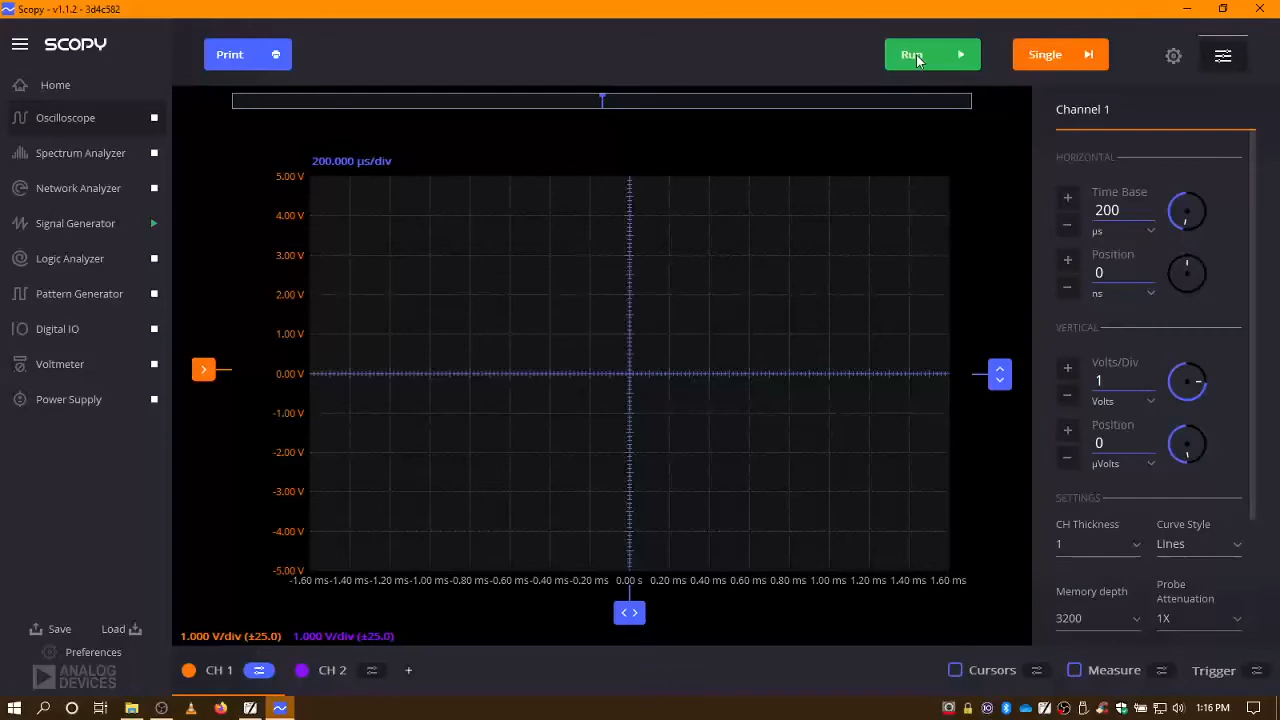 Scopy - v1.1.2 - 3d4c582
SCOPY
Print
Run
Single
Home
Oscilloscope
Spectrum Analyzer
Network Analyzer
Signal Generator
Logic Analyzer
Pattern Generator
Digital IO
Voltmeter
Power Supply
Save
Load
Preferences
ANALOG
DEVICES
200.000 µs/div
5.00 V
4.00 V
3.00 V
2.00 V
1.00 V
0.00 V
-1.00 V
-2.00 V
-3.00 V
-4.00 V
-5.00 V
-1.60 ms -1.40 ms -1.20 ms -1.00 ms -0.80 ms -0.60 ms -0.40 ms -0.20 ms 0.00 s 0.20 ms 0.40 ms 0.60 ms 0.80 ms 1.00 ms 1.20 ms 1.40 ms 1.60 ms
1.000 V/div (±25.0) 1.000 V/div (±25.0)
CH 1
CH 2
+
Cursors
Measure
Trigger
Channel 1
HORIZONTAL
Time Base
200
µs
Position
0
ns
VERTICAL
Volts/Div
1
Volts
Position
0
µVolts
SETTINGS
CH Thickness
1
Curve Style
Lines
Memory depth
3200
Probe
Attenuation
1X
1:16 PM